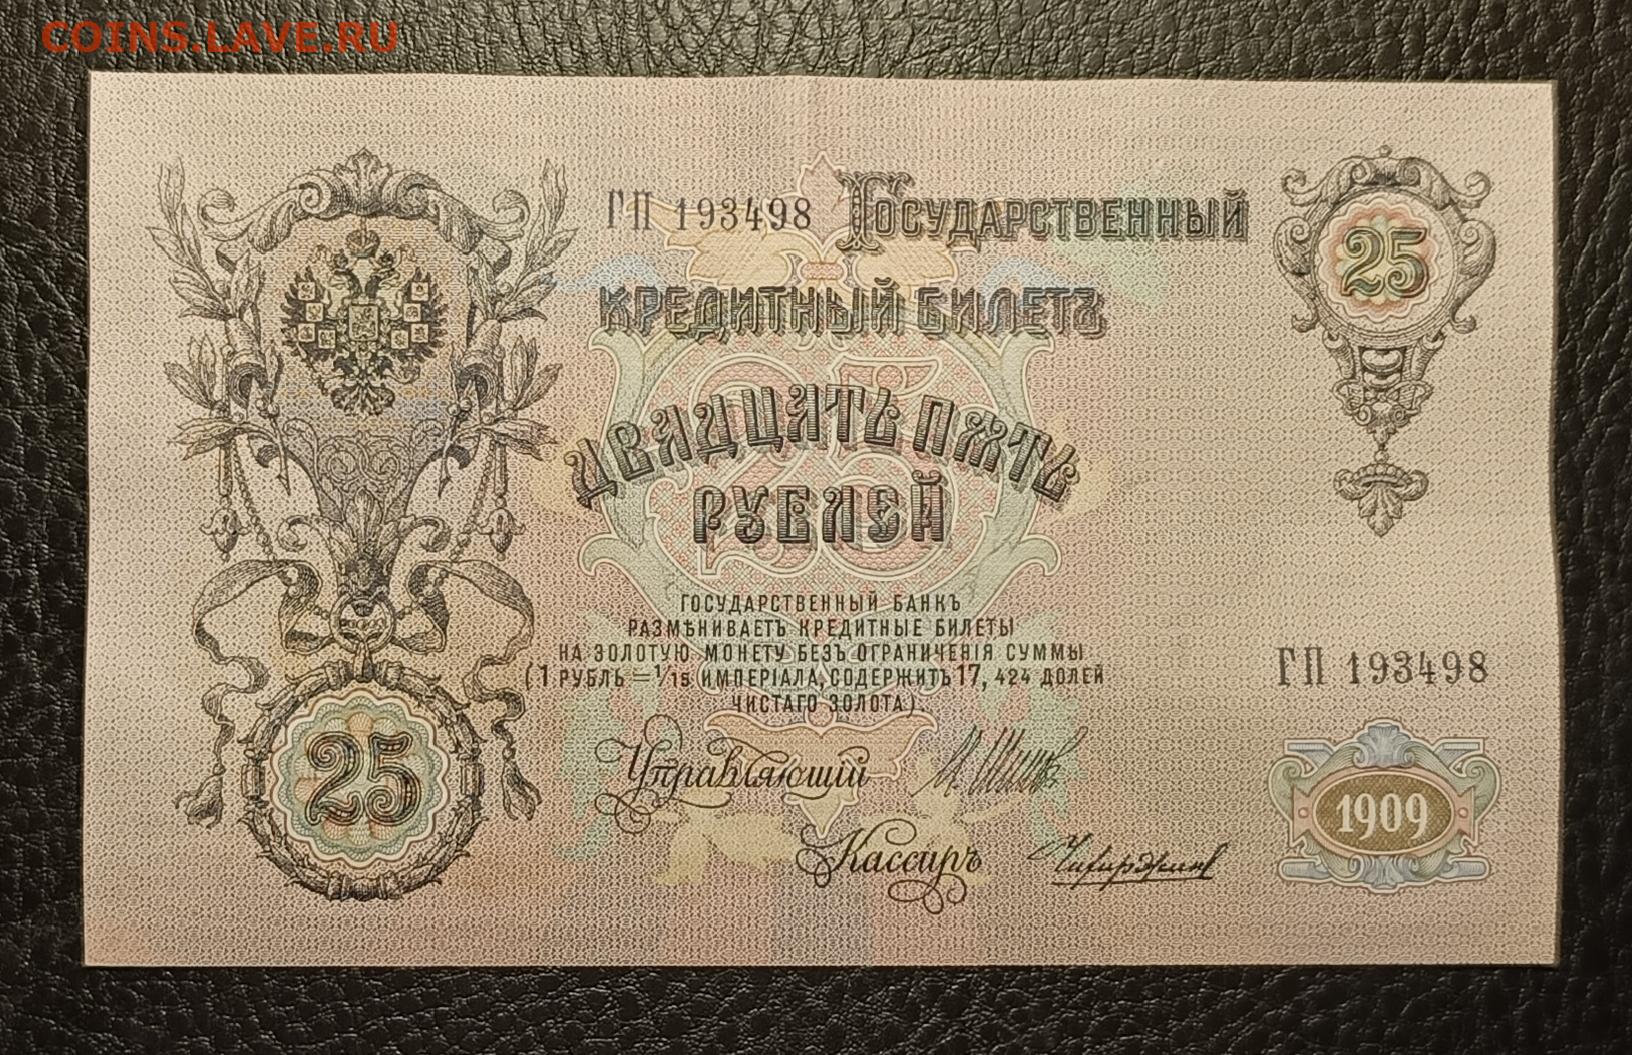 COINS.LAVE.RU
ГП 193498 ГОСУДАРСТВЕННЫЙ
КРЕДИТНЫЙ БИЛЕТЪ
25
25
ДВАДЦАТЬ ПЯТЬ
РУБЛЕЙ
ГОСУДАРСТВЕННЫЙ БАНКЪ
РАЗМѢНИВАЕТЪ КРЕДИТНЫЕ БИЛЕТЫ
НА ЗОЛОТУЮ МОНЕТУ БЕЗЪ ОГРАНИЧЕНІЯ СУММЫ
(1 РУБЛЬ = 1/15 ИМПЕРІАЛА, СОДЕРЖИТЪ 17, 424 ДОЛЕЙ
ЧИСТАГО ЗОЛОТА).
ГП 193498
Управляющій
25
1909
Кассиръ